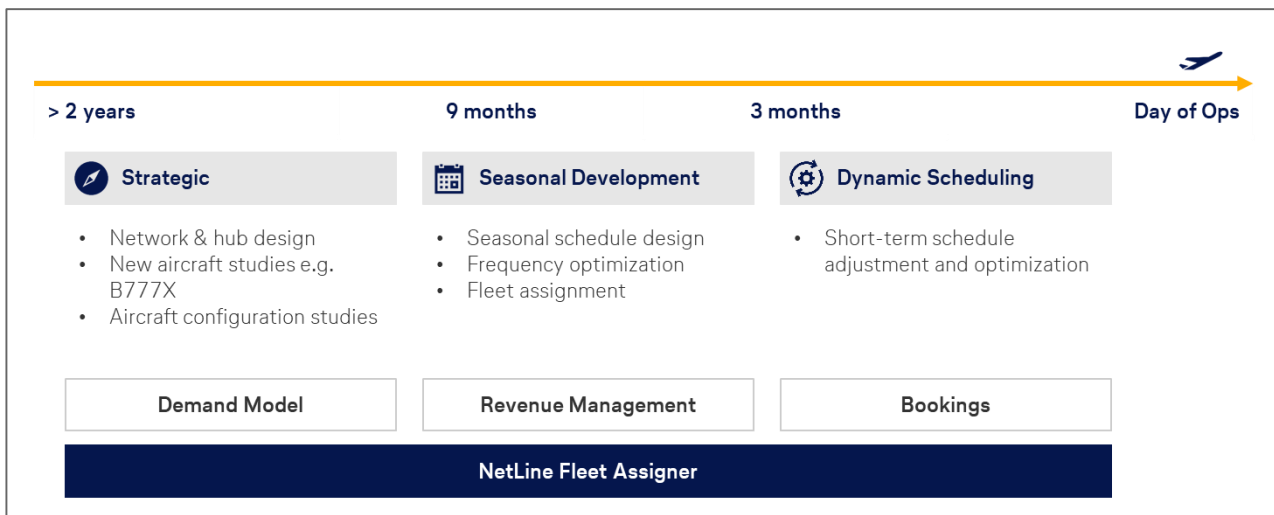 > 2 years
9 months
3 months
Day of Ops
Strategic
Seasonal Development
Dynamic Scheduling
• Network & hub design
• New aircraft studies e.g.
B777X
• Aircraft configuration studies
• Seasonal schedule design
• Frequency optimization
• Fleet assignment
• Short-term schedule
adjustment and optimization
Demand Model
Revenue Management
Bookings
NetLine Fleet Assigner